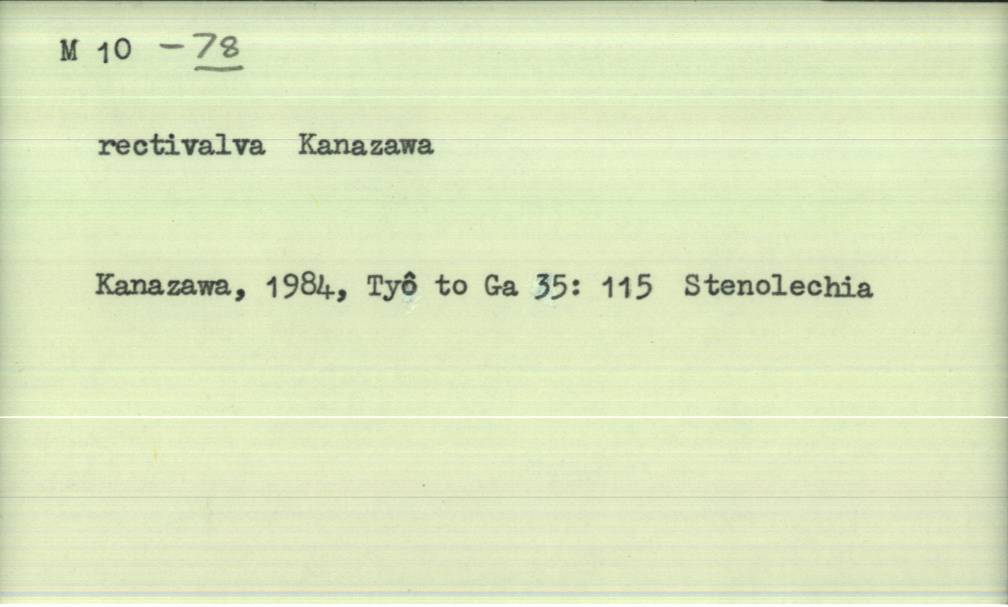 M 10 - 78
rectivalva Kanazawa
Kanazawa, 1984, Tyô to Ga 35: 115 Stenolechia